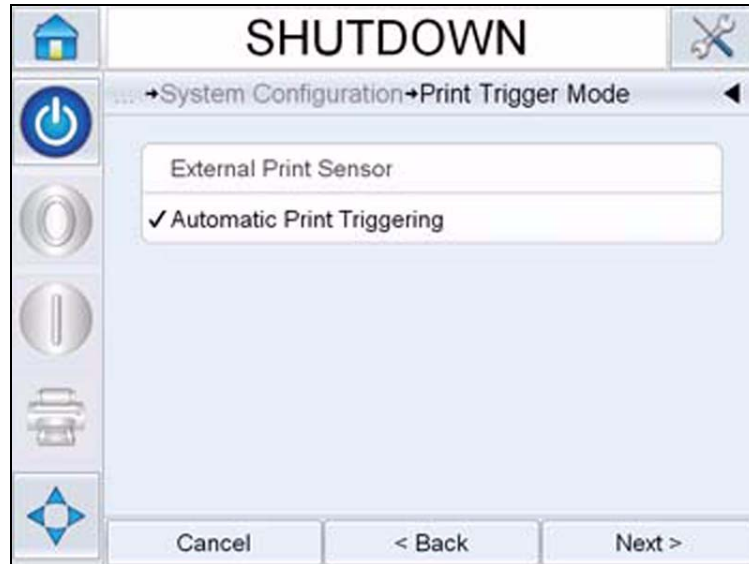 SHUTDOWN
... →System Configuration→Print Trigger Mode
External Print Sensor
✓ Automatic Print Triggering
Cancel
< Back
Next >